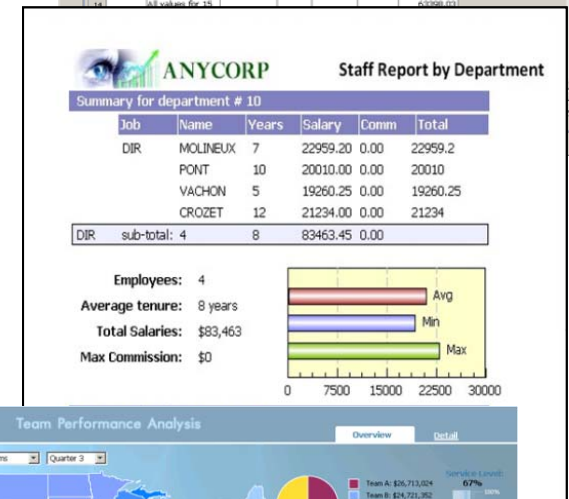 14 All values for 15 63398.03
ANYCORP Staff Report by Department
Summary for department # 10
Job Name Years Salary Comm Total
DIR MOLINEUX 7 22959.20 0.00 22959.2
PONT 10 20010.00 0.00 20010
VACHON 5 19260.25 0.00 19260.25
CROZET 12 21234.00 0.00 21234
DIR sub-total: 4 8 83463.45 0.00
Employees: 4
Average tenure: 8 years
Total Salaries: $83,463
Max Commission: $0
Avg
Min
Max
0 7500 15000 22500 30000
Team Performance Analysis
Overview Detail
Quarter 3
Service Level:
Team A: $26,713,024 67%
Team B: $24,721,352 100%